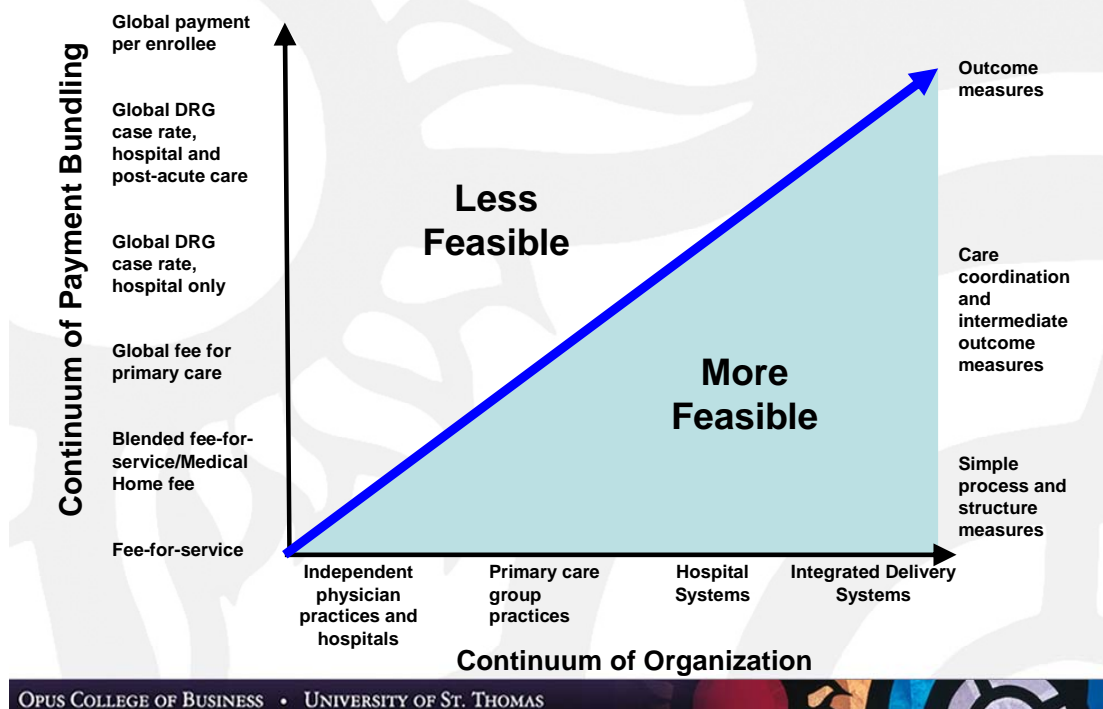 Continuum of Payment Bundling
Global payment
per enrollee
Global DRG
case rate,
hospital and
post-acute care
Global DRG
case rate,
hospital only
Global fee for
primary care
Blended fee-for-
service/Medical
Home fee
Fee-for-service
Less
Feasible
More
Feasible
Outcome
measures
Care
coordination
and
intermediate
outcome
measures
Simple
process and
structure
measures
Independent
physician
practices and
hospitals
Primary care
group
practices
Hospital
Systems
Integrated Delivery
Systems
Continuum of Organization
OPUS COLLEGE OF BUSINESS • UNIVERSITY OF ST. THOMAS